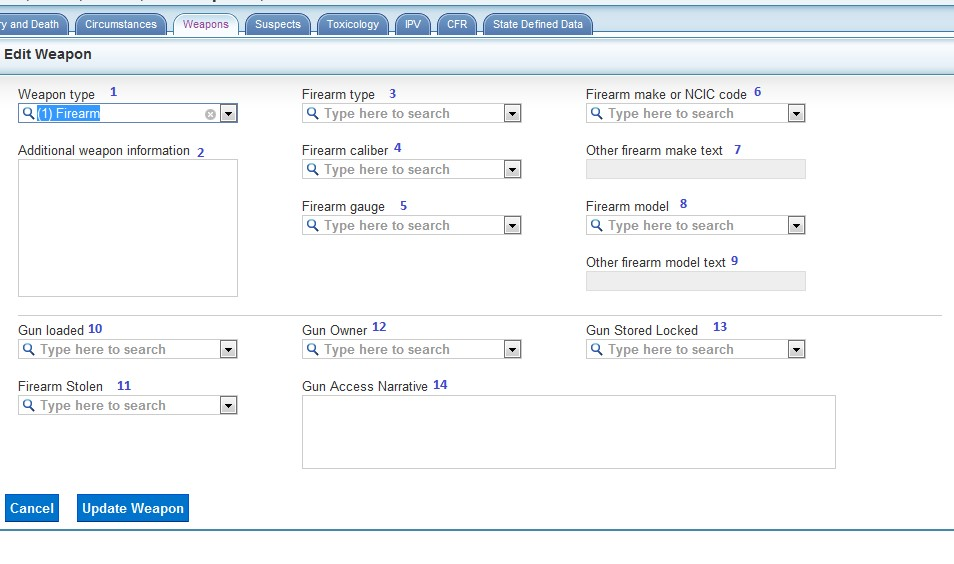 ry and Death Circumstances Weapons Suspects Toxicology IPV CFR State Defined Data
Edit Weapon
Weapon type 1 Firearm type 3 Firearm make or NCIC code 6
(1) Firearm Type here to search Type here to search
Additional weapon information 2 Firearm caliber 4 Other firearm make text 7
Type here to search
Firearm gauge 5 Firearm model 8
Type here to search Type here to search
Other firearm model text 9
Gun loaded 10 Gun Owner 12 Gun Stored Locked 13
Type here to search Type here to search Type here to search
Firearm Stolen 11 Gun Access Narrative 14
Type here to search
Cancel Update Weapon